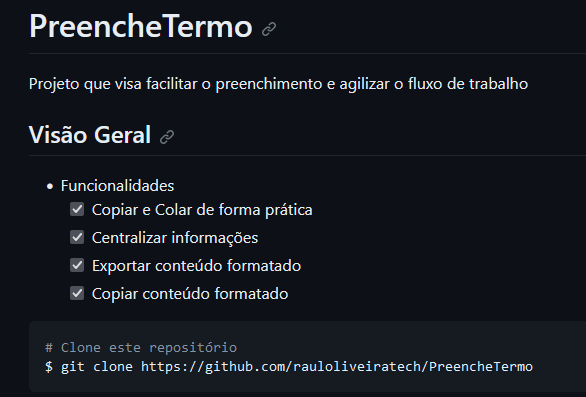 PreencheTermo
Projeto que visa facilitar o preenchimento e agilizar o fluxo de trabalho
Visão Geral
• Funcionalidades
Copiar e Colar de forma prática
Centralizar informações
Exportar conteúdo formatado
Copiar conteúdo formatado
# Clone este repositório
$ git clone https://github.com/rauloliveiratech/PreencheTermo